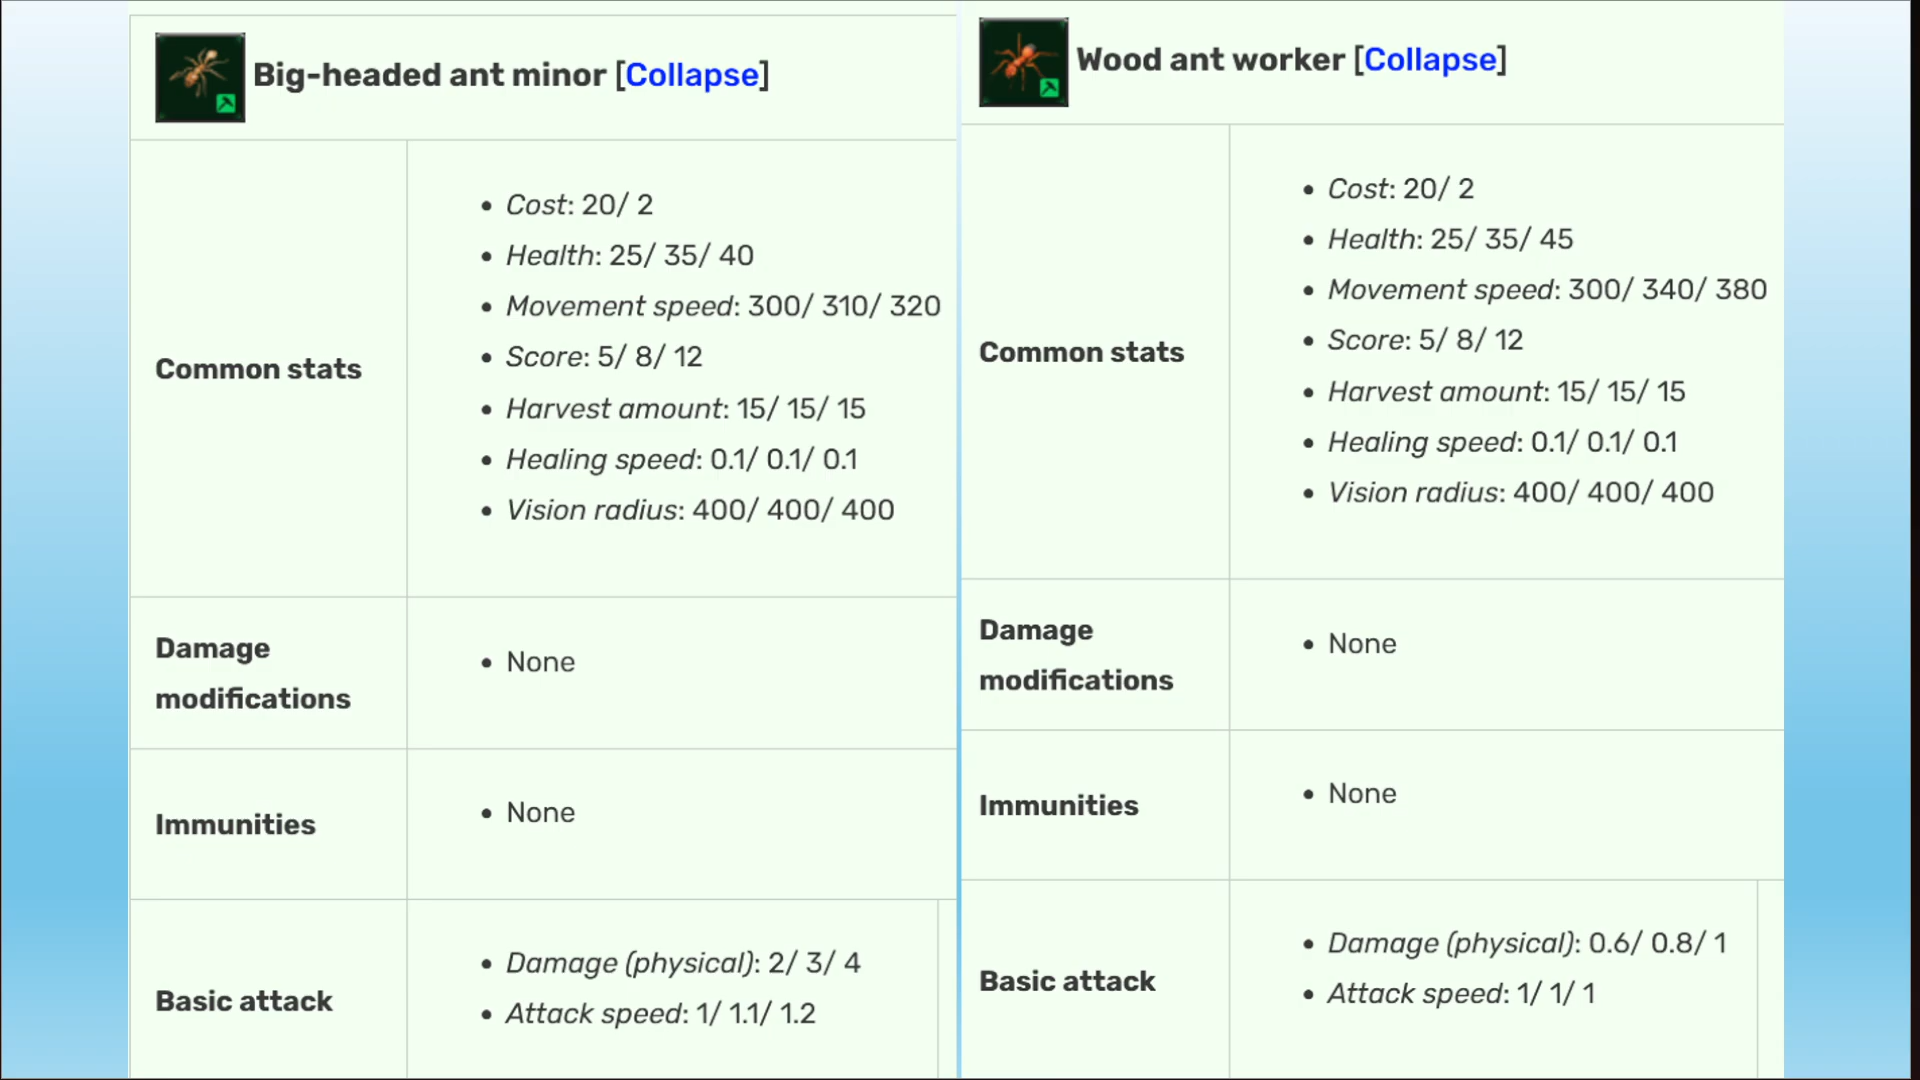 Big-headed ant minor [Collapse]
Common stats
• Cost: 20/ 2
• Health: 25/ 35/ 40
• Movement speed: 300/ 310/ 320
• Score: 5/ 8/ 12
• Harvest amount: 15/ 15/ 15
• Healing speed: 0.1/ 0.1/ 0.1
• Vision radius: 400/ 400/ 400
Damage
modifications
• None
Immunities
• None
Basic attack
• Damage (physical): 2/ 3/ 4
• Attack speed: 1/ 1.1/ 1.2
Wood ant worker [Collapse]
Common stats
• Cost: 20/ 2
• Health: 25/ 35/ 45
• Movement speed: 300/ 340/ 380
• Score: 5/ 8/ 12
• Harvest amount: 15/ 15/ 15
• Healing speed: 0.1/ 0.1/ 0.1
• Vision radius: 400/ 400/ 400
Damage
modifications
• None
Immunities
• None
Basic attack
• Damage (physical): 0.6/ 0.8/ 1
• Attack speed: 1/ 1/ 1